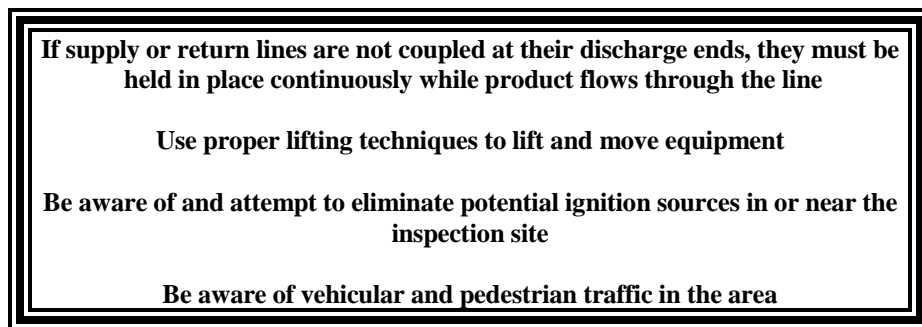 If supply or return lines are not coupled at their discharge ends, they must be
held in place continuously while product flows through the line
Use proper lifting techniques to lift and move equipment
Be aware of and attempt to eliminate potential ignition sources in or near the
inspection site
Be aware of vehicular and pedestrian traffic in the area